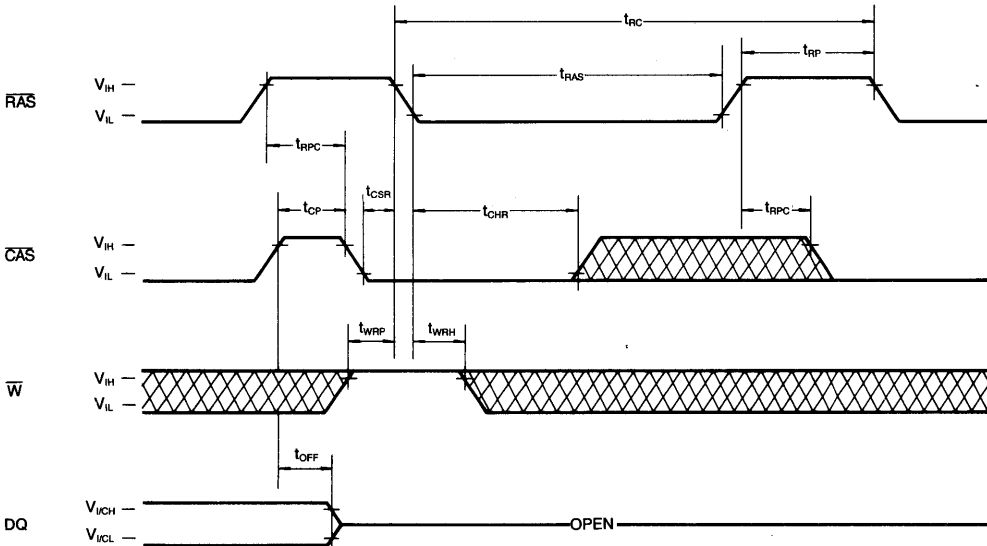 tRC
tRP
tRAS
RAS
VIH
VIL
tRPC
tCSR
tCP
tCHR
tRPC
CAS
VIH
VIL
tWRP
tWRH
W
VIH
VIL
tOFF
DQ
VI/CH
VI/CL
OPEN